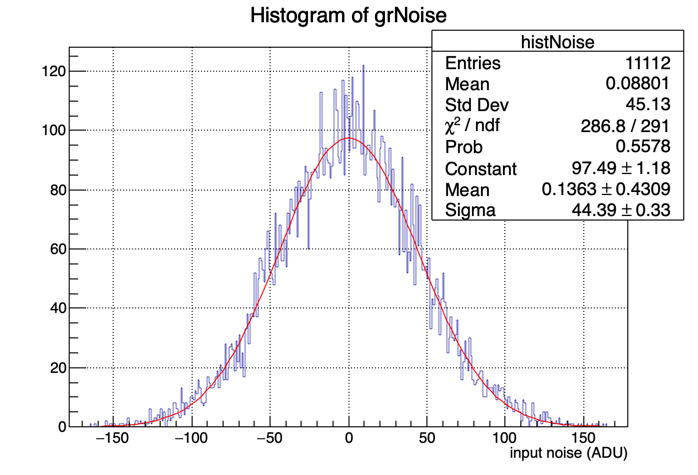 Histogram of grNoise
histNoise
Entries 11112
Mean 0.08801
Std Dev 45.13
χ² / ndf 286.8 / 291
Prob 0.5578
Constant 97.49 ± 1.18
Mean 0.1363 ± 0.4309
Sigma 44.39 ± 0.33
120
100
80
60
40
20
0
−150 −100 −50 0 50 100 150
input noise (ADU)